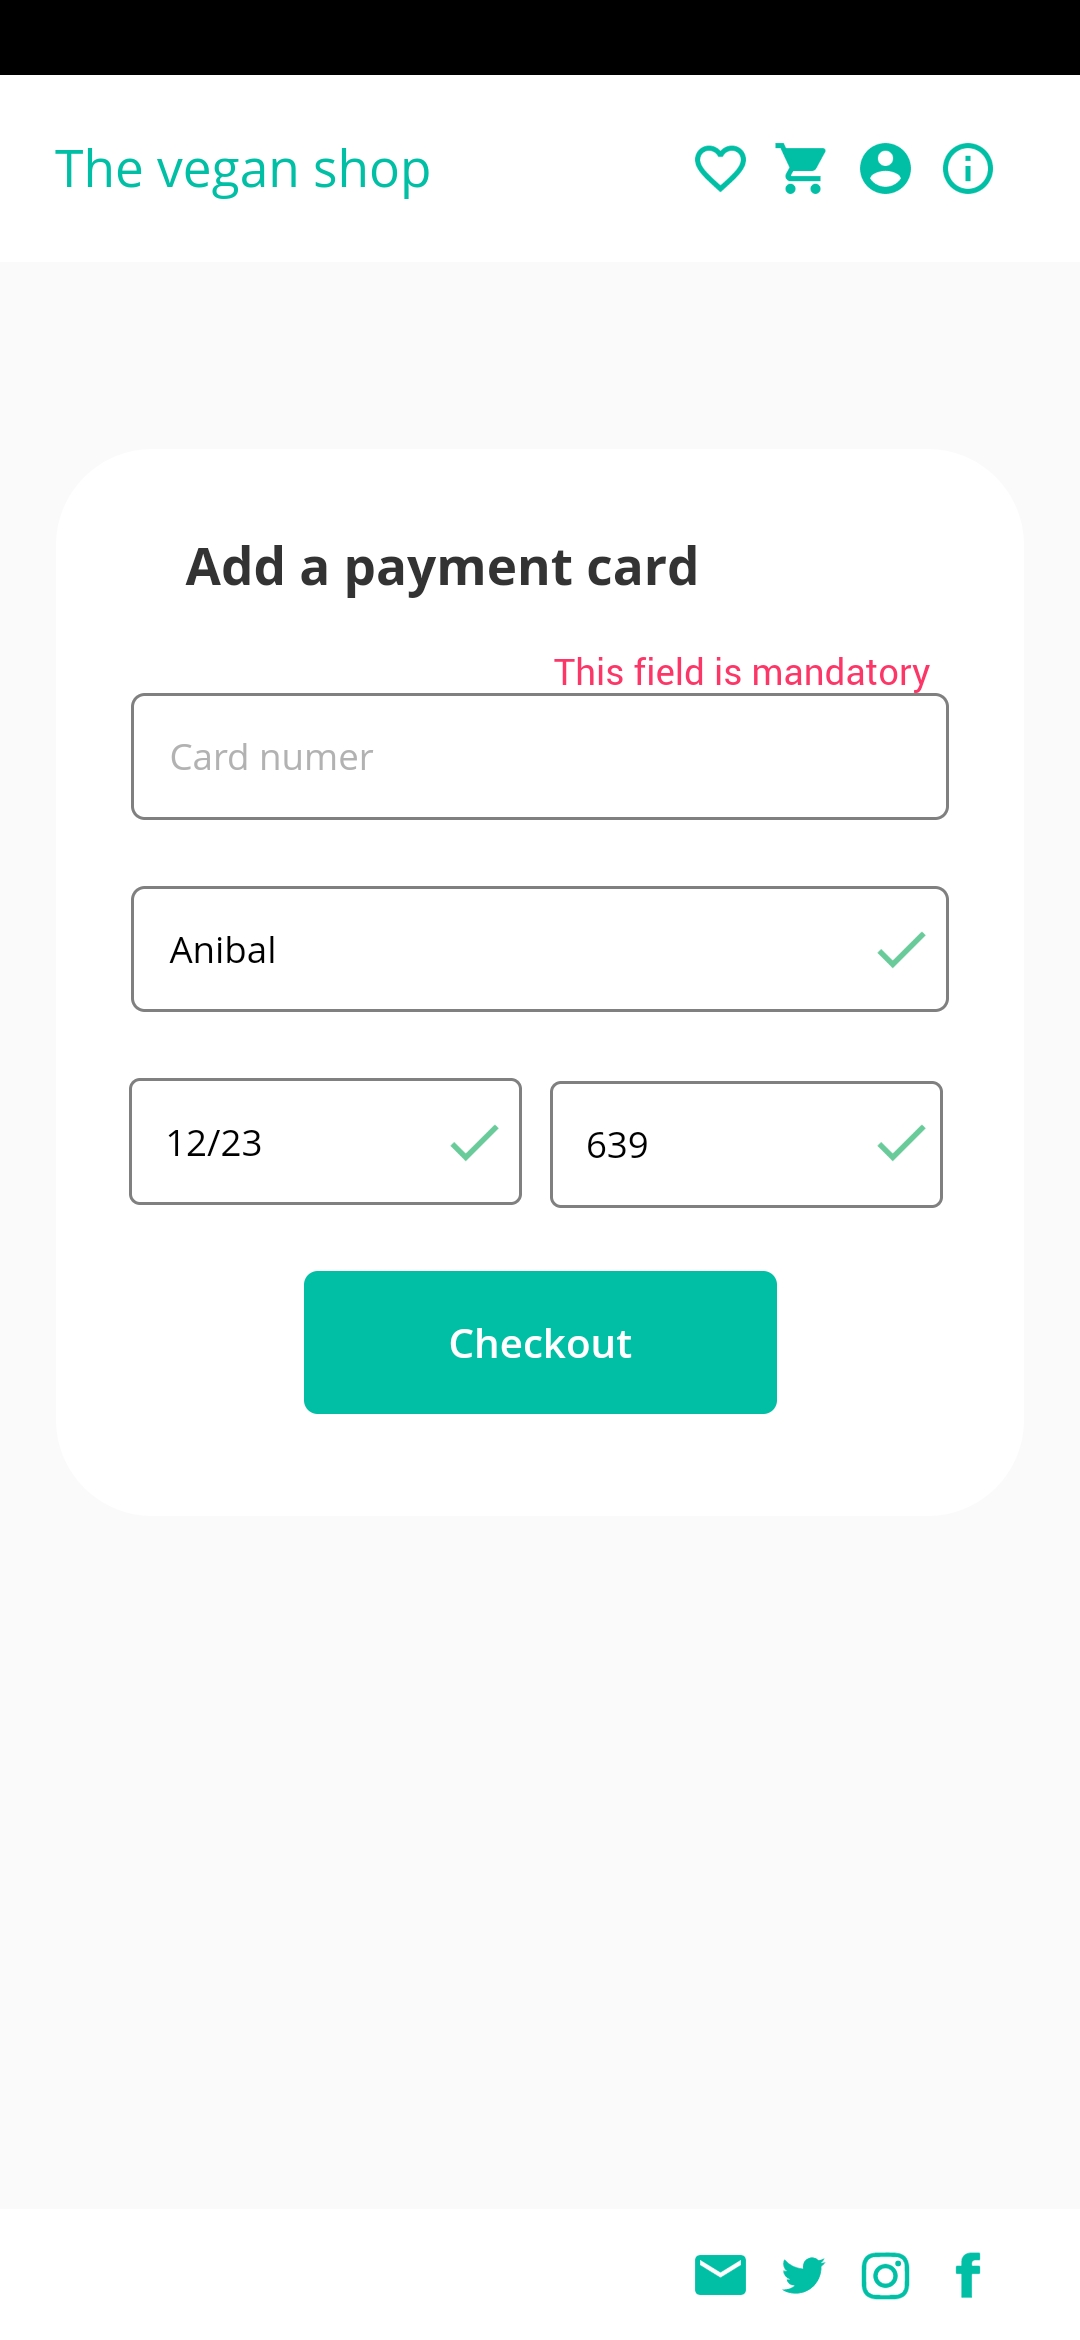 The vegan shop
Add a payment card
This field is mandatory
Card numer
Anibal
12/23 639
Checkout